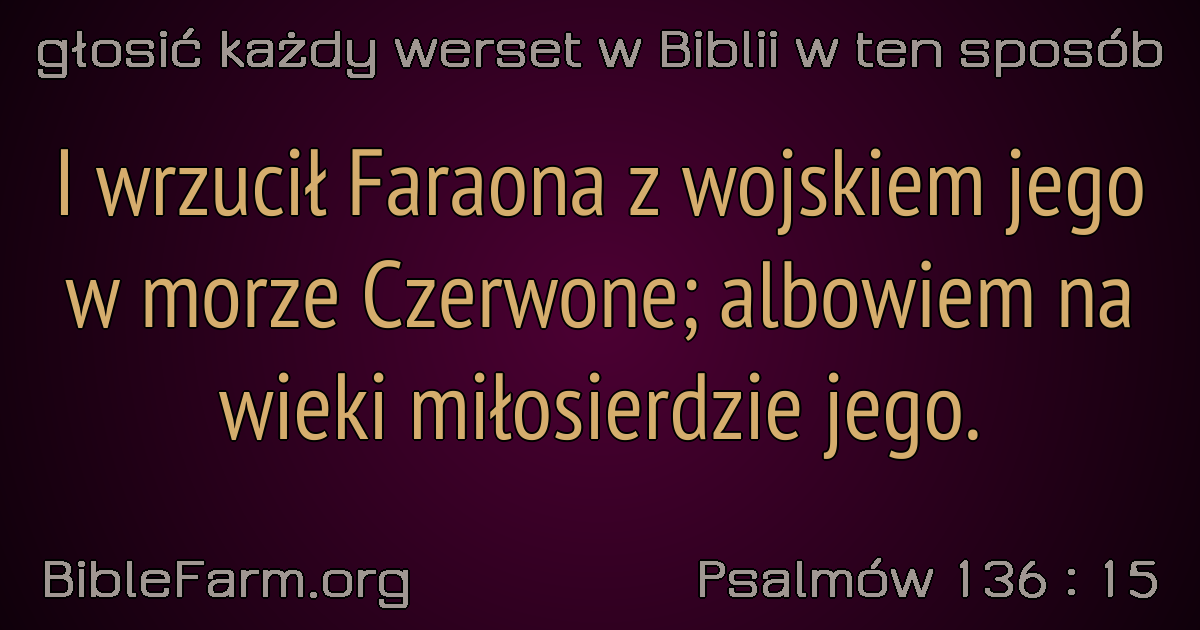 głosić każdy werset w Biblii w ten sposób
I wrzucił Faraona z wojskiem jego
w morze Czerwone; albowiem na
wieki miłosierdzie jego.
BibleFarm.org
Psalmów 136 : 15